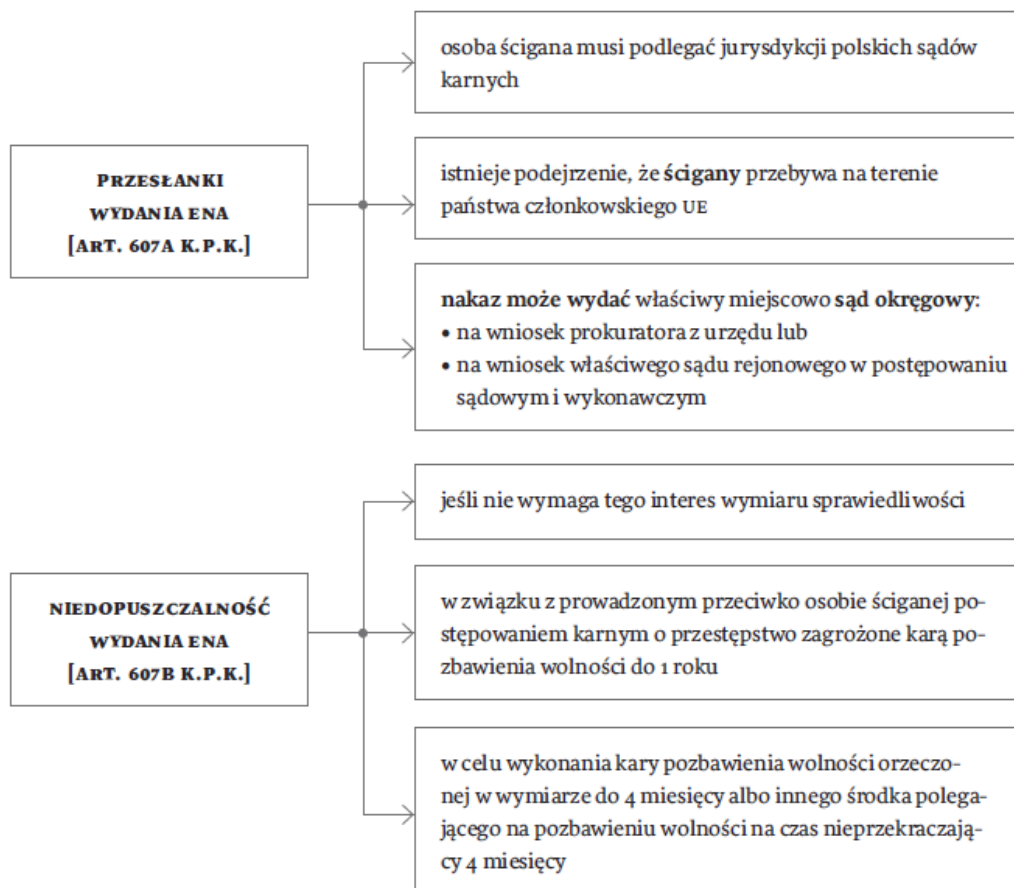 PRZESŁANKI
WYDANIA ENA
[ART. 607A K.P.K.]
osoba ścigana musi podlegać jurysdykcji polskich sądów
karnych
istnieje podejrzenie, że ścigany przebywa na terenie
państwa członkowskiego UE
nakaz może wydać właściwy miejscowo sąd okręgowy:
• na wniosek prokuratora z urzędu lub
• na wniosek właściwego sądu rejonowego w postępowaniu
sądowym i wykonawczym
NIEDOPUSZCZALNOŚĆ
WYDANIA ENA
[ART. 607B K.P.K.]
jeśli nie wymaga tego interes wymiaru sprawiedliwości
w związku z prowadzonym przeciwko osobie ściganej po-
stępowaniem karnym o przestępstwo zagrożone karą po-
zbawienia wolności do 1 roku
w celu wykonania kary pozbawienia wolności orzeczo-
nej w wymiarze do 4 miesięcy albo innego środka polega-
jącego na pozbawieniu wolności na czas nieprzekraczają-
cy 4 miesięcy